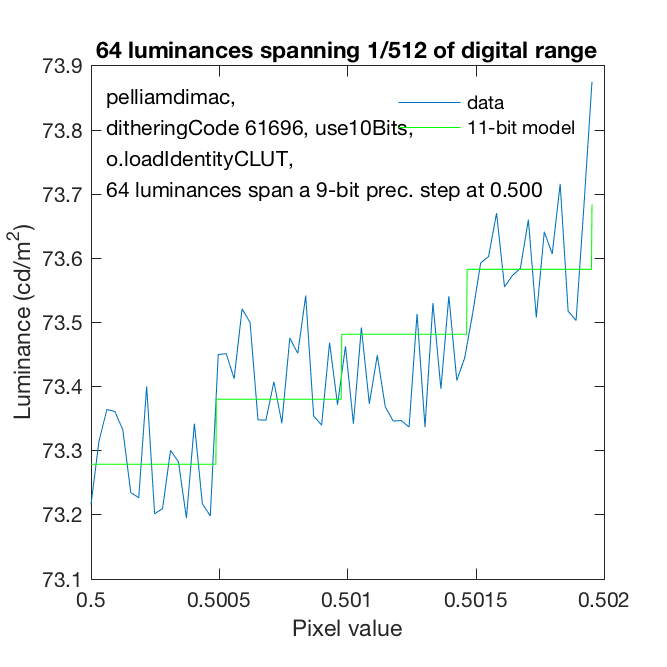 64 luminances spanning 1/512 of digital range
73.9
73.8
73.7
73.6
73.5
73.4
73.3
73.2
73.1
Luminance (cd/m²)
pelliamdimac,
ditheringCode 61696, use10Bits,
o.loadIdentityCLUT,
64 luminances span a 9-bit prec. step at 0.500
data
11-bit model
0.5 0.5005 0.501 0.5015 0.502
Pixel value